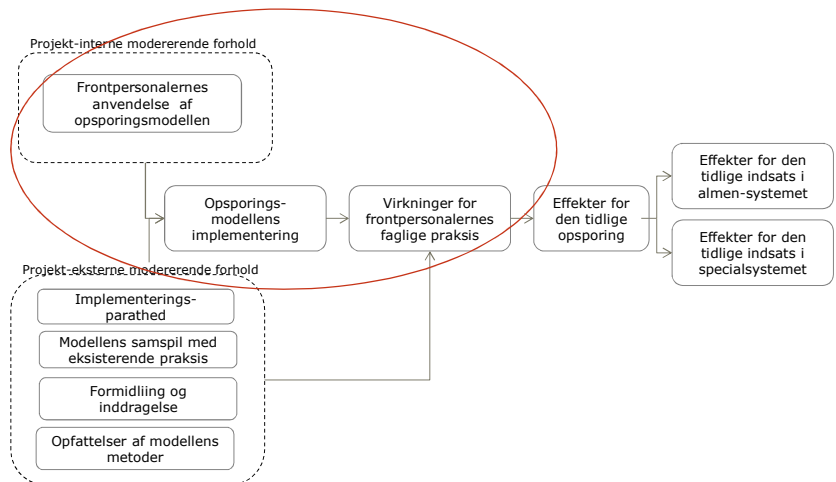 Projekt-interne modererende forhold
Frontpersonalernes
anvendelse af
opsporingsmodellen
Opsporings-
modellens
implementering
Virkninger for
frontpersonalernes
faglige praksis
Effekter for
den tidlige
opsporing
Effekter for den
tidlige indsats i
almen-systemet
Effekter for den
tidlige indsats i
specialsystemet
Projekt-eksterne modererende forhold
Implementerings-
parathed
Modellens samspil med
eksisterende praksis
Formidliing og
inddragelse
Opfattelser af modellens
metoder